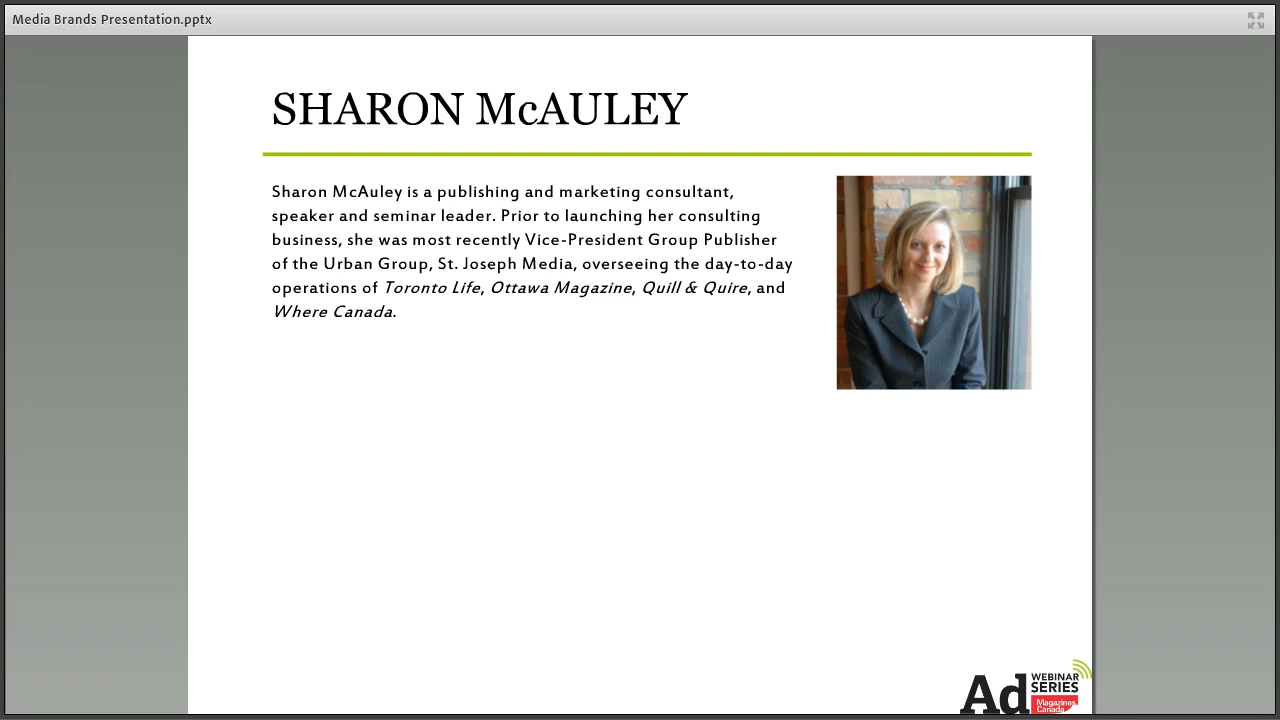 Media Brands Presentation.pptx
SHARON McAULEY
Sharon McAuley is a publishing and marketing consultant,
speaker and seminar leader. Prior to launching her consulting
business, she was most recently Vice-President Group Publisher
of the Urban Group, St. Joseph Media, overseeing the day-to-day
operations of Toronto Life, Ottawa Magazine, Quill & Quire, and
Where Canada.
Ad WEBINAR
SERIES
Magazines
Canada